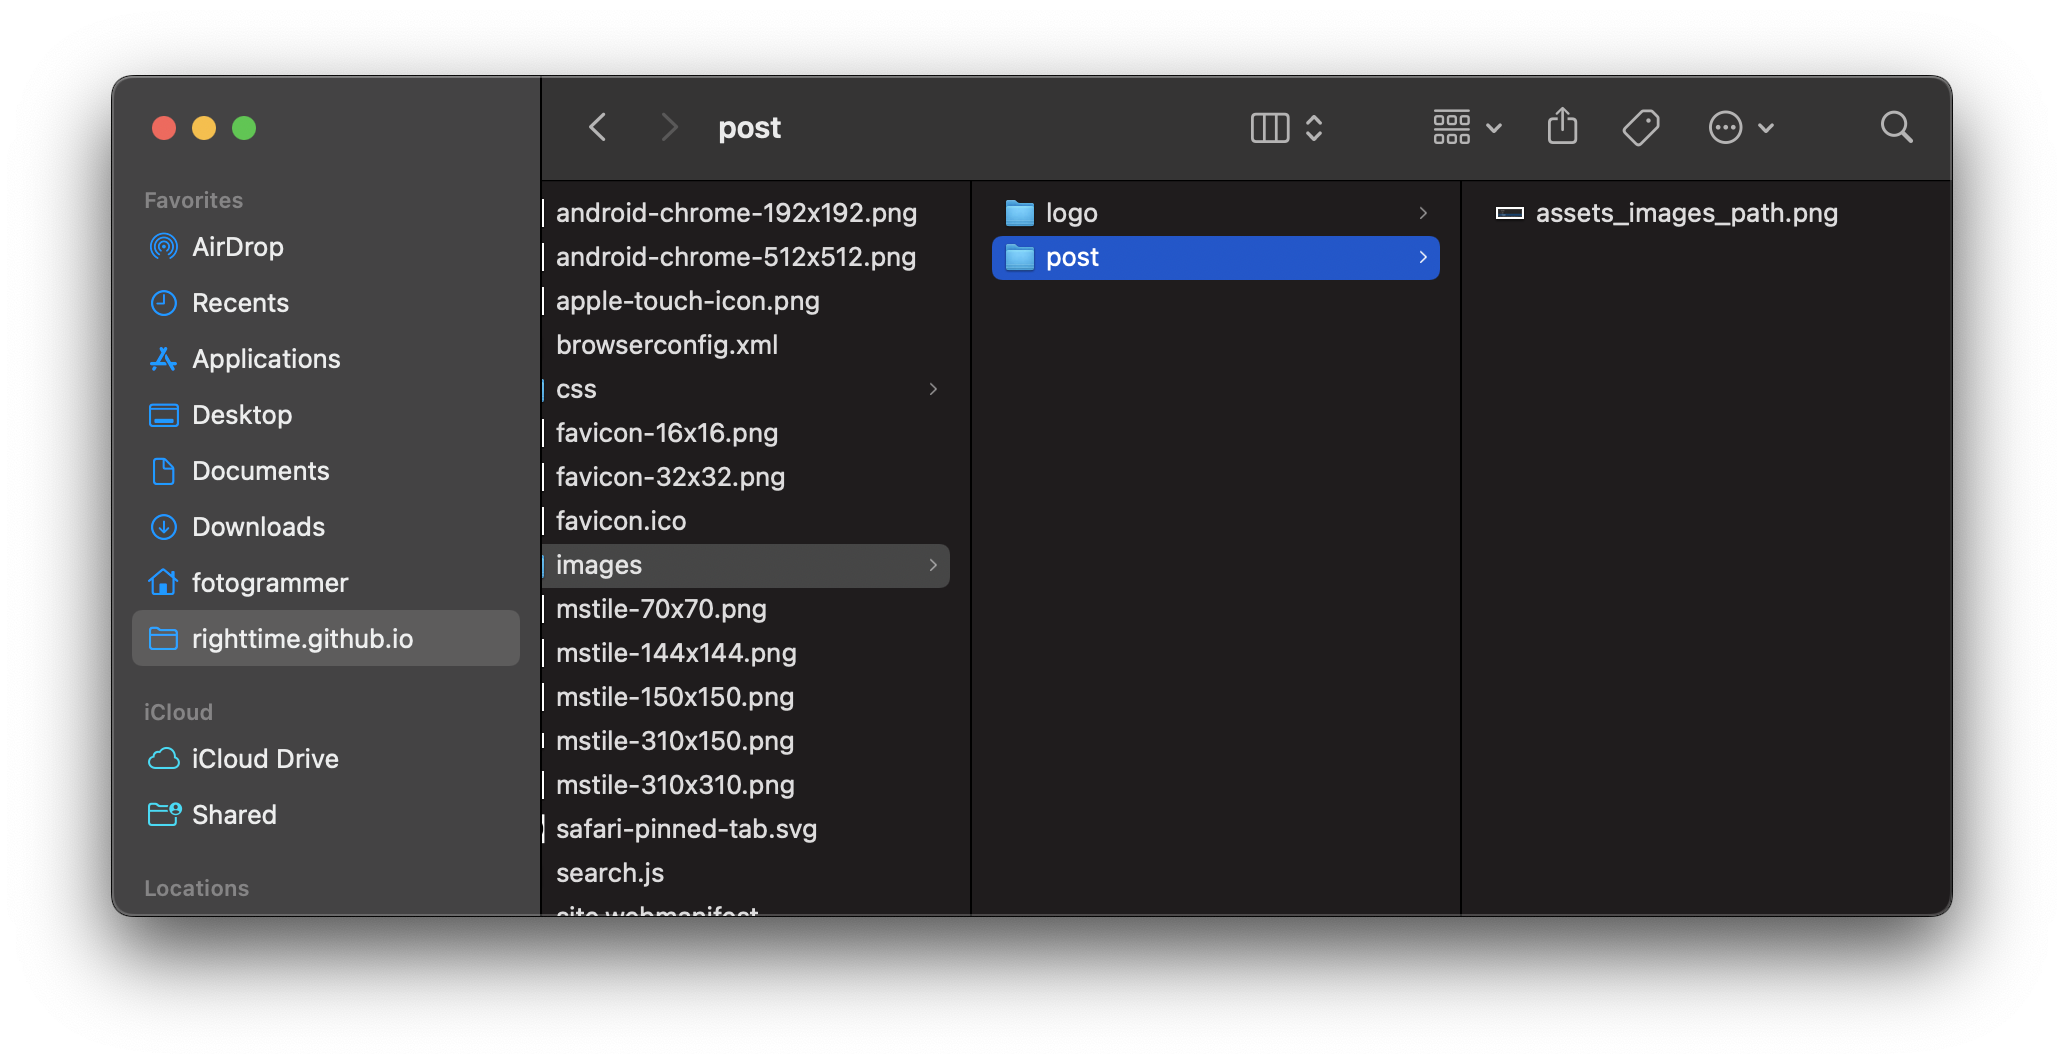 post
Favorites
AirDrop
Recents
Applications
Desktop
Documents
Downloads
fotogrammer
righttime.github.io
iCloud
iCloud Drive
Shared
Locations
android-chrome-192x192.png
android-chrome-512x512.png
apple-touch-icon.png
browserconfig.xml
css
favicon-16x16.png
favicon-32x32.png
favicon.ico
images
mstile-70x70.png
mstile-144x144.png
mstile-150x150.png
mstile-310x150.png
mstile-310x310.png
safari-pinned-tab.svg
search.js
site.webmanifest
logo
post
assets_images_path.png